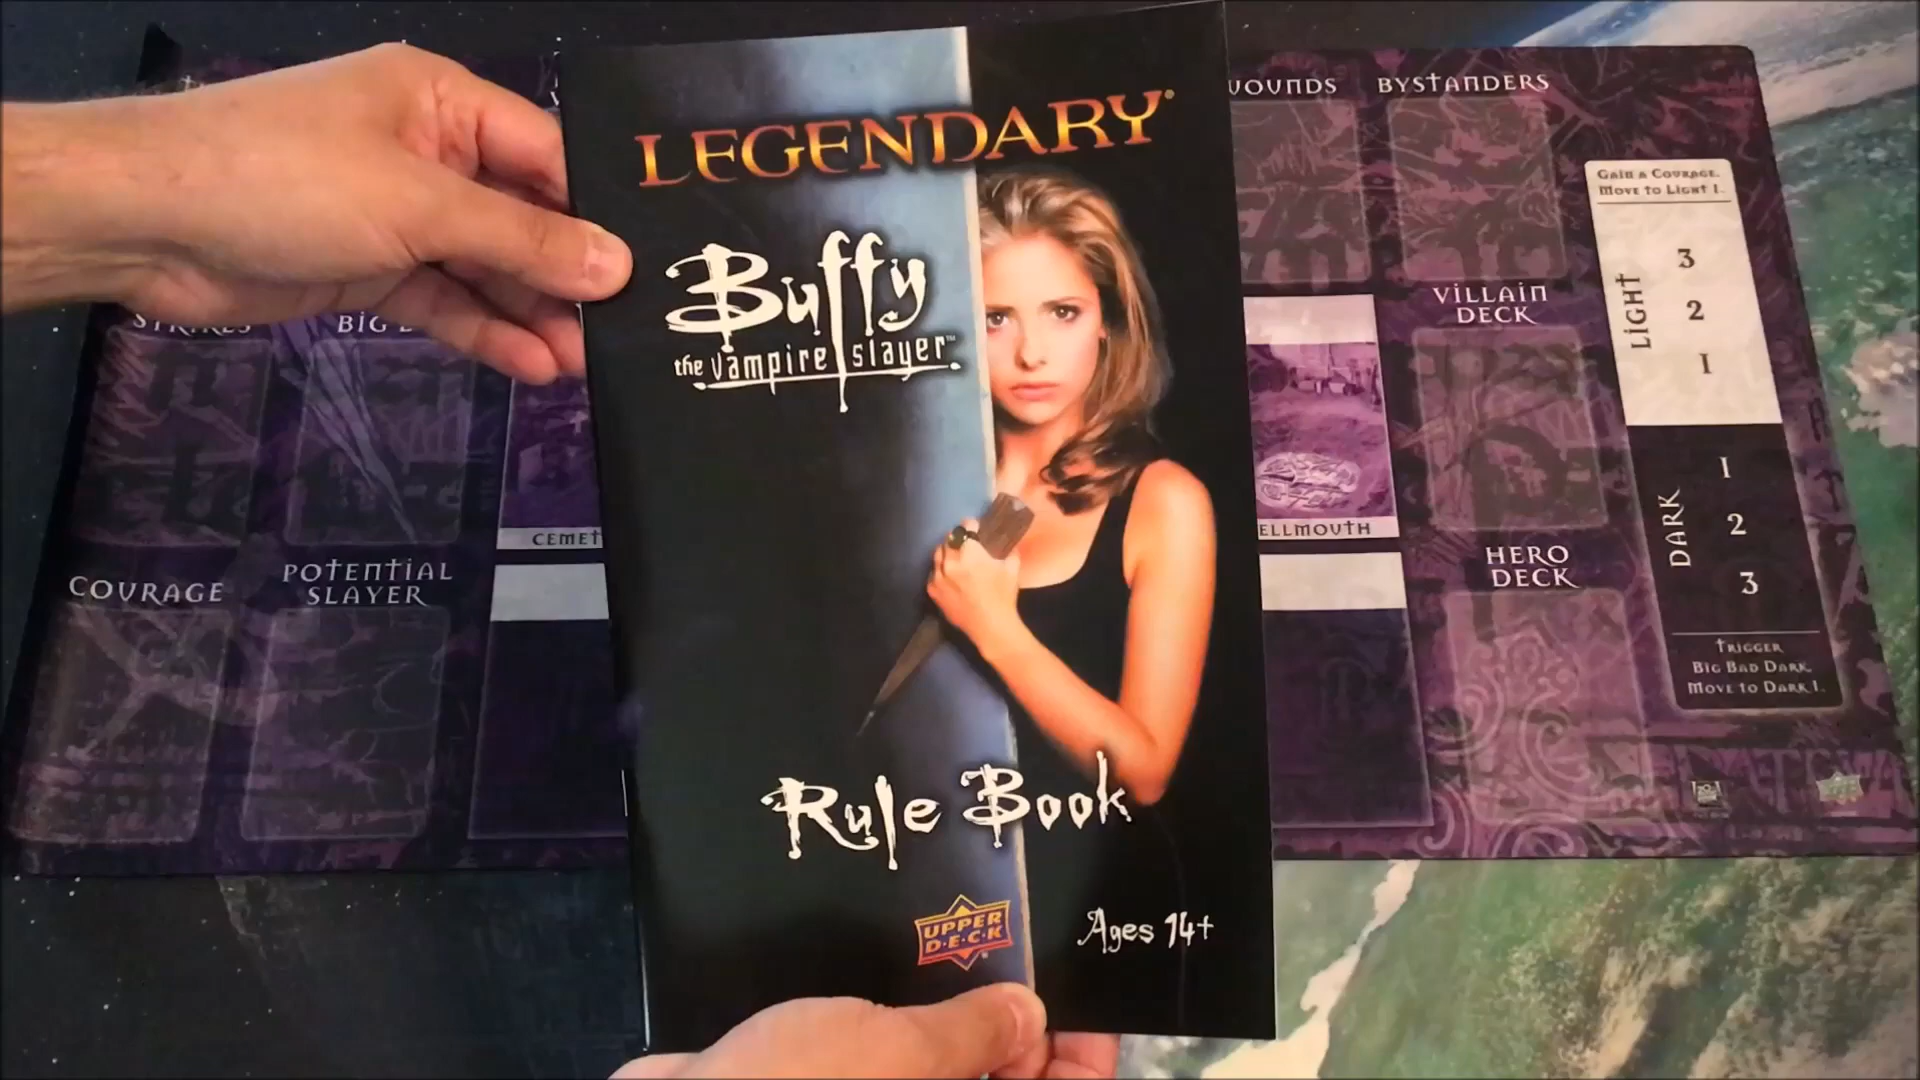 LEGENDARY
Buffy
the vampire slayer™
Rule Book
UPPER
D·E·C·K
Ages 14+
BYSTANDERS
GAIN A COURAGE.
MOVE TO LIGHT 1.
LIGHT
3
2
1
DARK
1
2
3
TRIGGER
BIG BAD DARK.
MOVE TO DARK 1.
VILLAIN
DECK
HERO
DECK
COURAGE
POTENTIAL
SLAYER